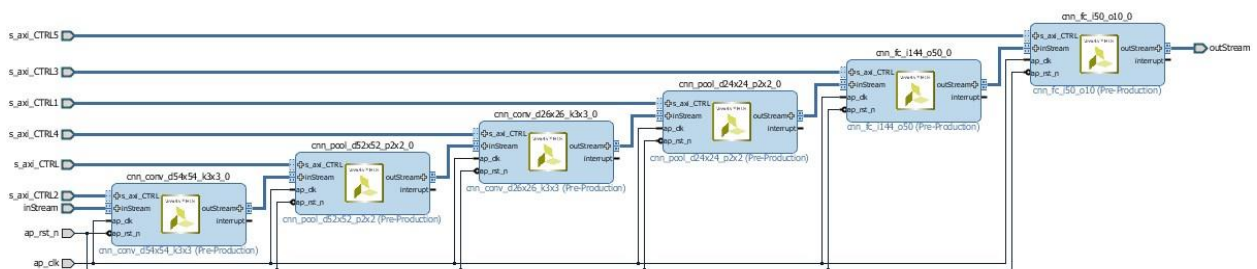 cnn_fc_i50_o10_0
s_axi_CTRL5
s_axi_CTRL
inStream
outStream
outStream
ap_clk
interrupt
ap_rst_n
cnn_fc_i50_o10 (Pre-Production)
cnn_fc_i144_o50_0
s_axi_CTRL3
s_axi_CTRL
inStream
outStream
ap_clk
interrupt
ap_rst_n
cnn_fc_i144_o50 (Pre-Production)
cnn_pool_d24x24_p2x2_0
s_axi_CTRL1
s_axi_CTRL
inStream
outStream
ap_clk
interrupt
ap_rst_n
cnn_pool_d24x24_p2x2 (Pre-Production)
cnn_conv_d26x26_k3x3_0
s_axi_CTRL4
s_axi_CTRL
inStream
outStream
ap_clk
interrupt
ap_rst_n
cnn_conv_d26x26_k3x3 (Pre-Production)
cnn_pool_d52x52_p2x2_0
s_axi_CTRL
s_axi_CTRL
inStream
outStream
ap_clk
interrupt
ap_rst_n
cnn_pool_d52x52_p2x2 (Pre-Production)
cnn_conv_d54x54_k3x3_0
s_axi_CTRL2
s_axi_CTRL
inStream
inStream
outStream
ap_clk
interrupt
ap_rst_n
ap_rst_n
cnn_conv_d54x54_k3x3 (Pre-Production)
ap_clk